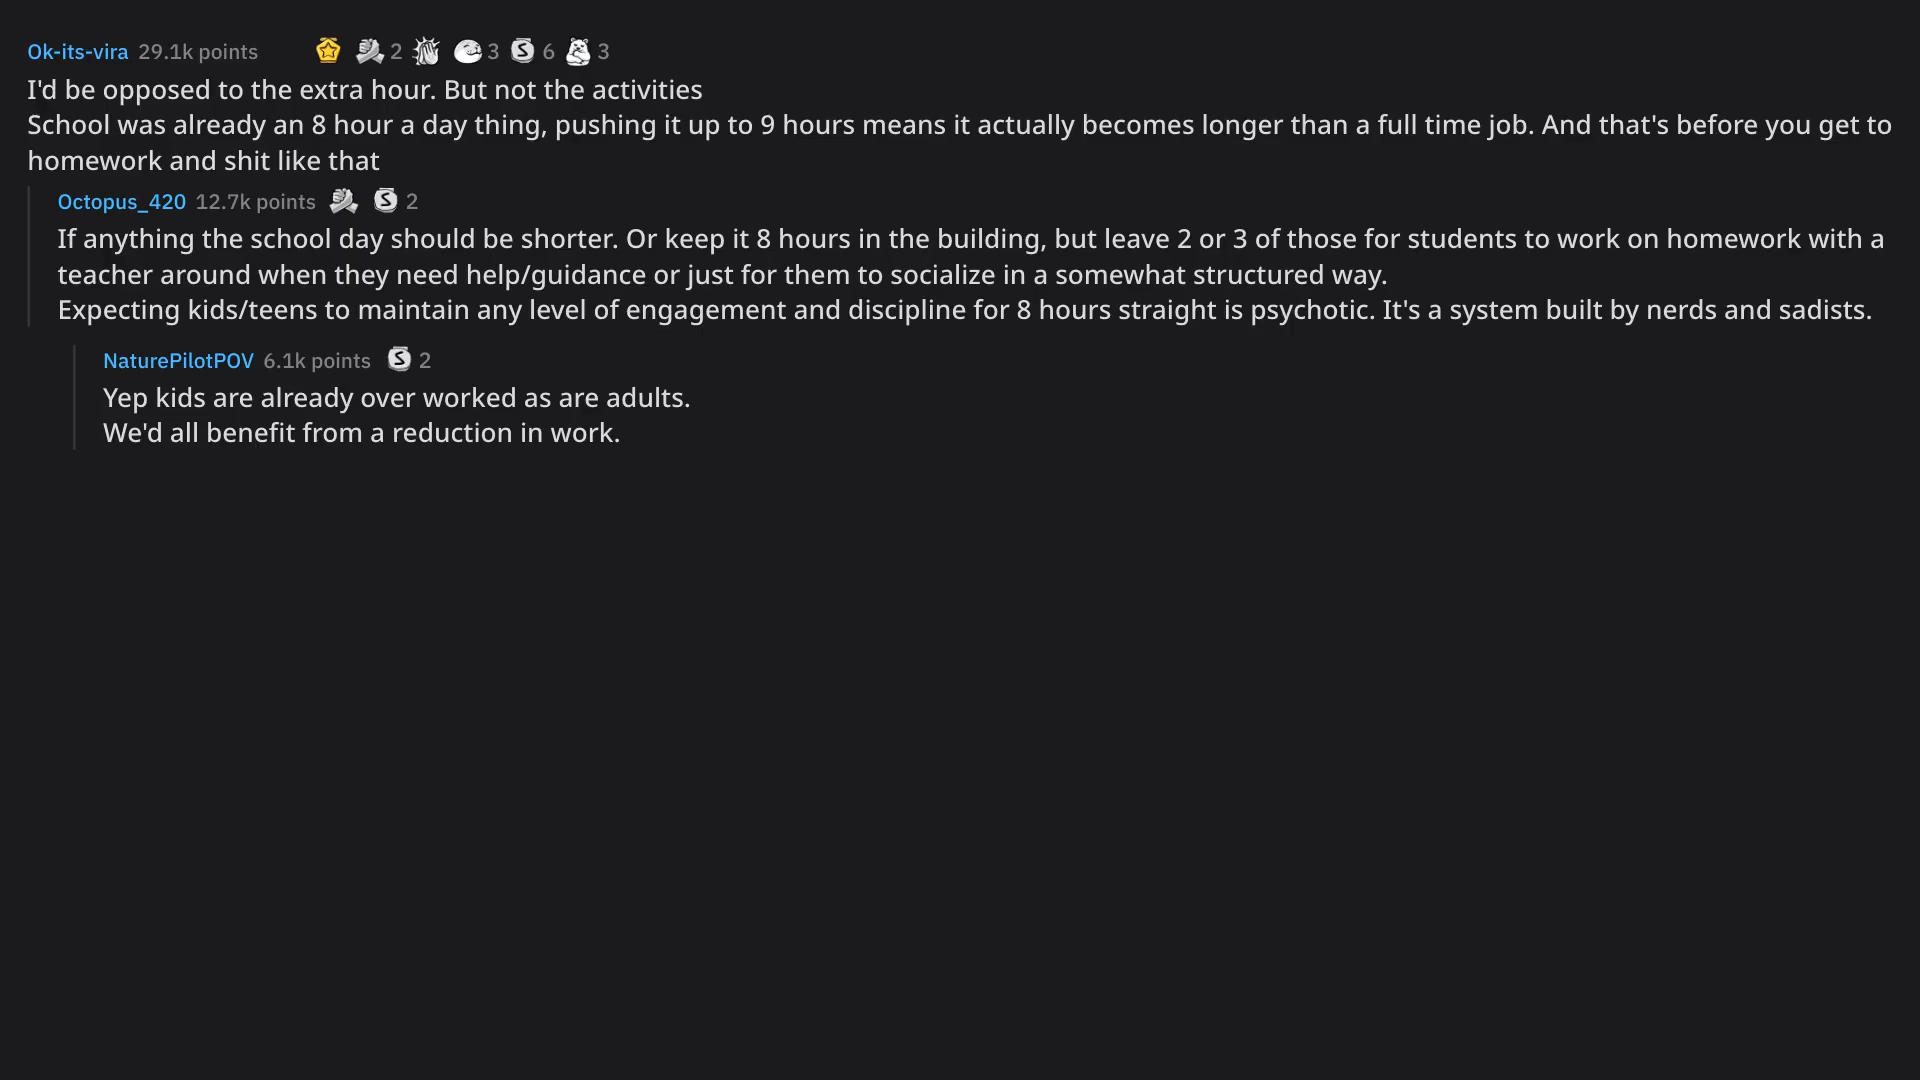 Ok-its-vira 29.1k points 2 3 S 6 3
I'd be opposed to the extra hour. But not the activities
School was already an 8 hour a day thing, pushing it up to 9 hours means it actually becomes longer than a full time job. And that's before you get to
homework and shit like that
Octopus_420 12.7k points S 2
If anything the school day should be shorter. Or keep it 8 hours in the building, but leave 2 or 3 of those for students to work on homework with a
teacher around when they need help/guidance or just for them to socialize in a somewhat structured way.
Expecting kids/teens to maintain any level of engagement and discipline for 8 hours straight is psychotic. It's a system built by nerds and sadists.
NaturePilotPOV 6.1k points S 2
Yep kids are already over worked as are adults.
We'd all benefit from a reduction in work.